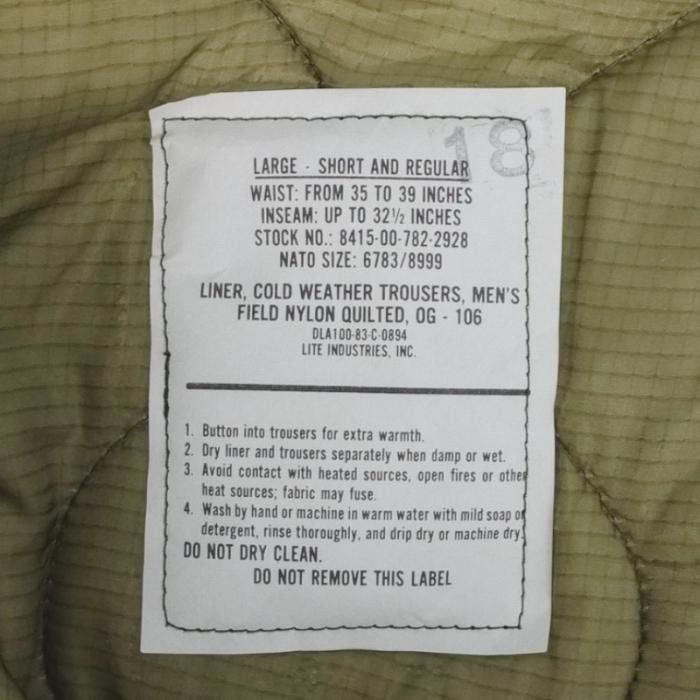 18
LARGE - SHORT AND REGULAR
WAIST: FROM 35 TO 39 INCHES
INSEAM: UP TO 32½ INCHES
STOCK NO.: 8415-00-782-2928
NATO SIZE: 6783/8999
LINER, COLD WEATHER TROUSERS, MEN'S
FIELD NYLON QUILTED, OG - 106
DLA100-83-C-0894
LITE INDUSTRIES, INC.
1. Button into trousers for extra warmth.
2. Dry liner and trousers separately when damp or wet.
3. Avoid contact with heated sources, open fires or other
heat sources; fabric may fuse.
4. Wash by hand or machine in warm water with mild soap or
detergent, rinse thoroughly, and drip dry or machine dry.
DO NOT DRY CLEAN.
DO NOT REMOVE THIS LABEL